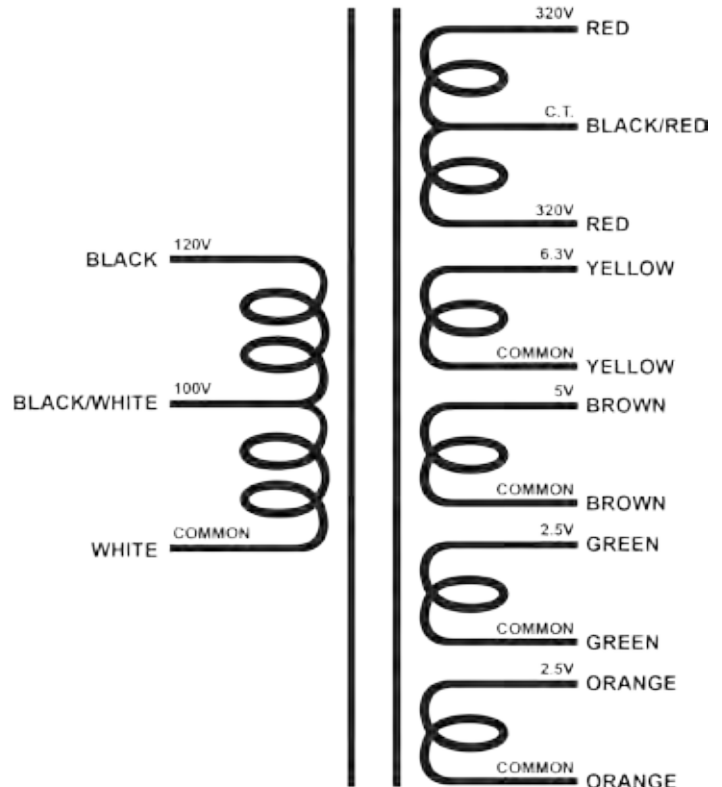 120V
BLACK
100V
BLACK/WHITE
COMMON
WHITE
320V
RED
C.T.
BLACK/RED
320V
RED
6.3V
YELLOW
COMMON
YELLOW
5V
BROWN
COMMON
BROWN
2.5V
GREEN
COMMON
GREEN
2.5V
ORANGE
COMMON
ORANGE